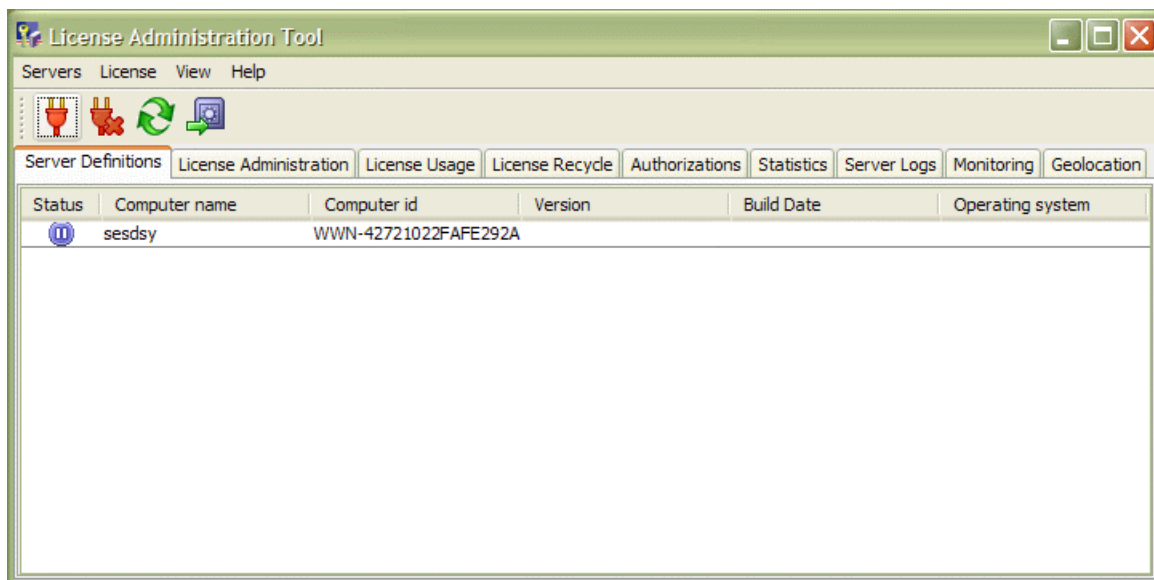 License Administration Tool
Servers License View Help
Server Definitions License Administration License Usage License Recycle Authorizations Statistics Server Logs Monitoring Geolocation
Status Computer name Computer id Version Build Date Operating system
sesdsy WWN-42721022FAFE292A